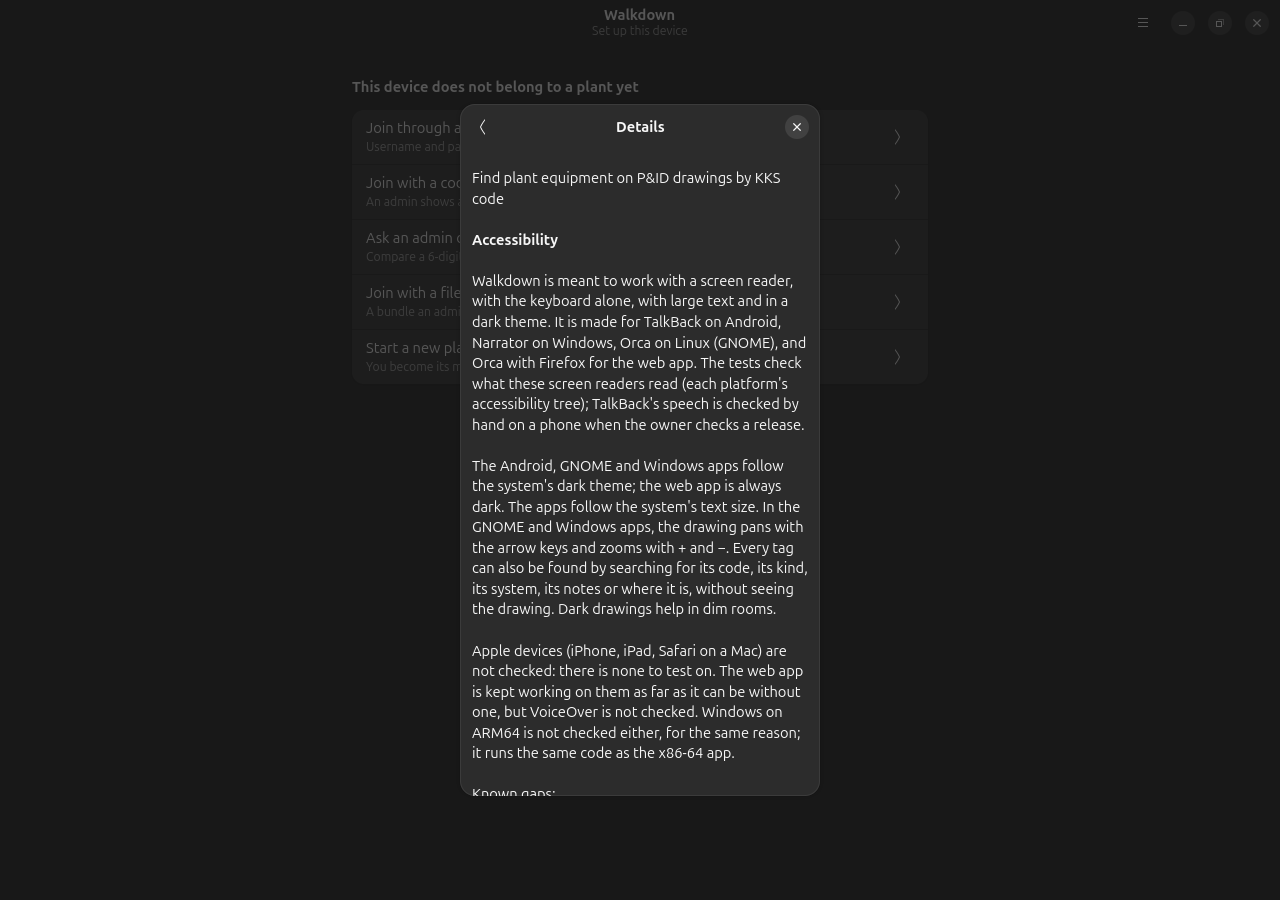 Walkdown
Set up this device
This device does not belong to a plant yet
Join through a
Username and pa
Join with a co
An admin shows a
Ask an admin
Compare a 6-digi
Join with a file
A bundle an admi
Start a new pla
You become its m
Details
Find plant equipment on P&ID drawings by KKS
code
Accessibility
Walkdown is meant to work with a screen reader,
with the keyboard alone, with large text and in a
dark theme. It is made for TalkBack on Android,
Narrator on Windows, Orca on Linux (GNOME), and
Orca with Firefox for the web app. The tests check
what these screen readers read (each platform's
accessibility tree); TalkBack's speech is checked by
hand on a phone when the owner checks a release.
The Android, GNOME and Windows apps follow
the system's dark theme; the web app is always
dark. The apps follow the system's text size. In the
GNOME and Windows apps, the drawing pans with
the arrow keys and zooms with + and −. Every tag
can also be found by searching for its code, its kind,
its system, its notes or where it is, without seeing
the drawing. Dark drawings help in dim rooms.
Apple devices (iPhone, iPad, Safari on a Mac) are
not checked: there is none to test on. The web app
is kept working on them as far as it can be without
one, but VoiceOver is not checked. Windows on
ARM64 is not checked either, for the same reason;
it runs the same code as the x86-64 app.
Known gaps: